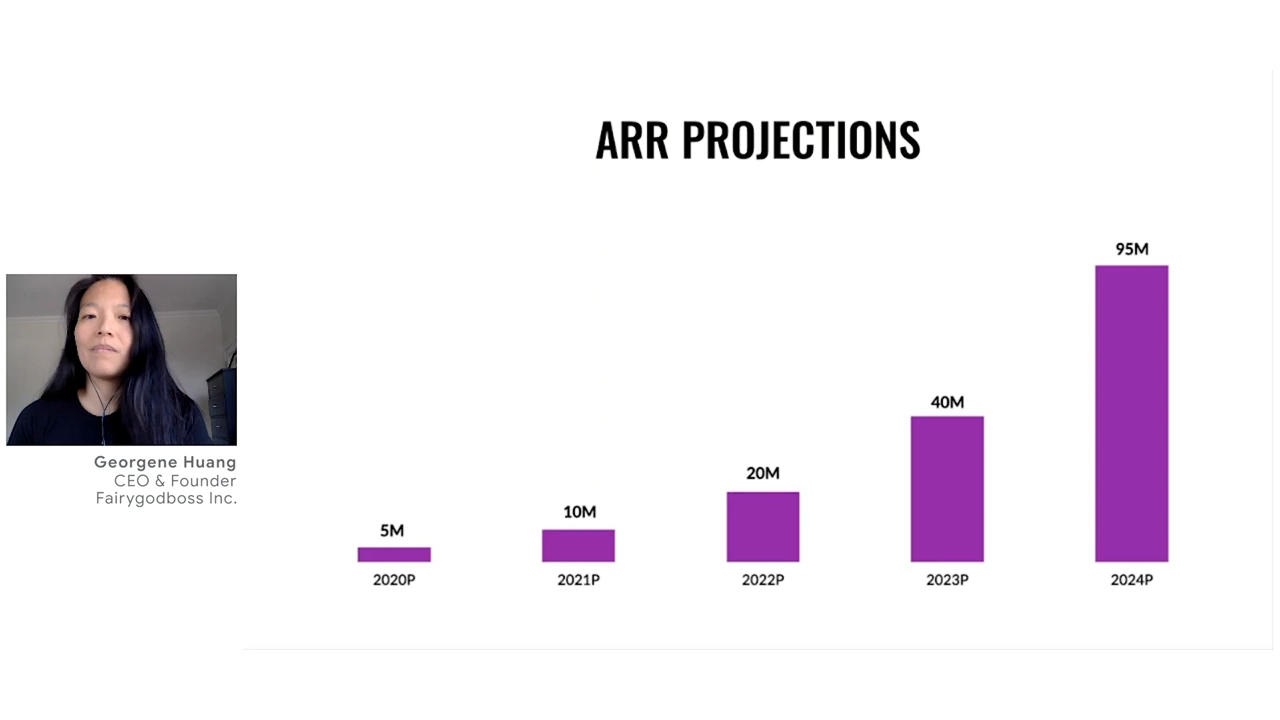 ARR PROJECTIONS
95M
40M
20M
10M
5M
2020P
2021P
2022P
2023P
2024P
Georgene Huang
CEO & Founder
Fairygodboss Inc.